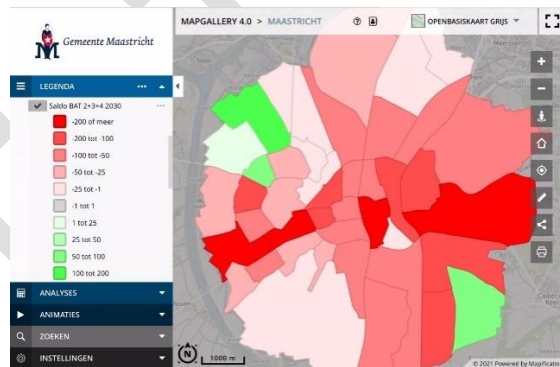 Gemeente Maastricht
MAPGALLERY 4.0 > MAASTRICHT
OPENBASISKAART GRIJS
LEGENDA
Saldo BAT 2+3+4 2030
-200 of meer
-200 tot -100
-100 tot -50
-50 tot -25
-25 tot -1
-1 tot 1
1 tot 25
25 tot 50
50 tot 100
100 tot 200
ANALYSES
ANIMATIES
ZOEKEN
INSTELLINGEN
N
1000 m
© 2021 Powered by Mapfictio